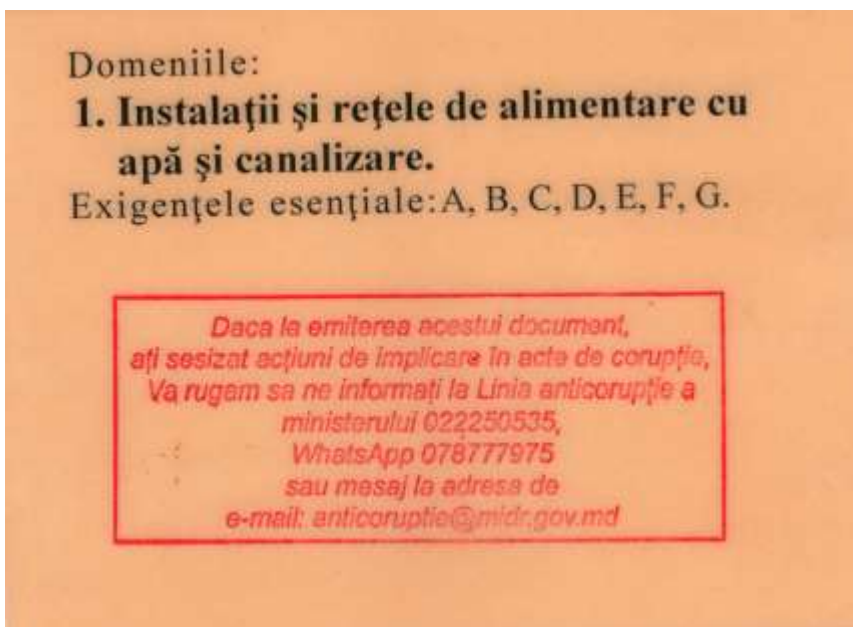 Domeniile:
1. Instalaţii şi reţele de alimentare cu
apă şi canalizare.
Exigenţele esenţiale:A, B, C, D, E, F, G.
Daca la emiterea acestui document,
aţi sesizat acţiuni de implicare în acte de corupţie,
Va rugam sa ne informaţi la Linia anticorupţie a
ministerului 022250535,
WhatsApp 078777975
sau mesaj la adresa de
e-mail: anticoruptie@midr.gov.md